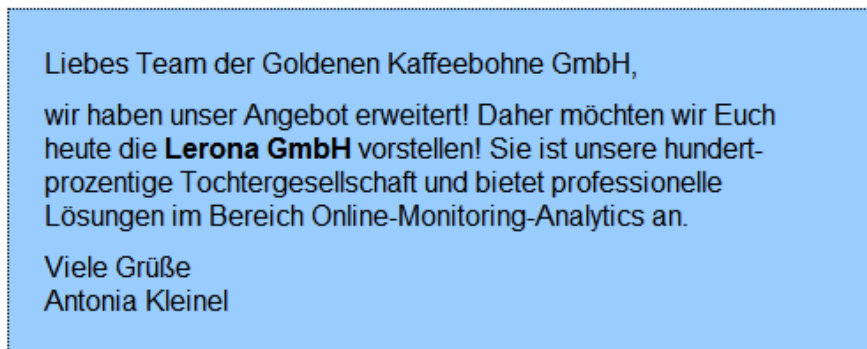 Liebes Team der Goldenen Kaffeebohne GmbH,
wir haben unser Angebot erweitert! Daher möchten wir Euch
heute die Lerona GmbH vorstellen! Sie ist unsere hundert-
prozentige Tochtergesellschaft und bietet professionelle
Lösungen im Bereich Online-Monitoring-Analytics an.
Viele Grüße
Antonia Kleinel